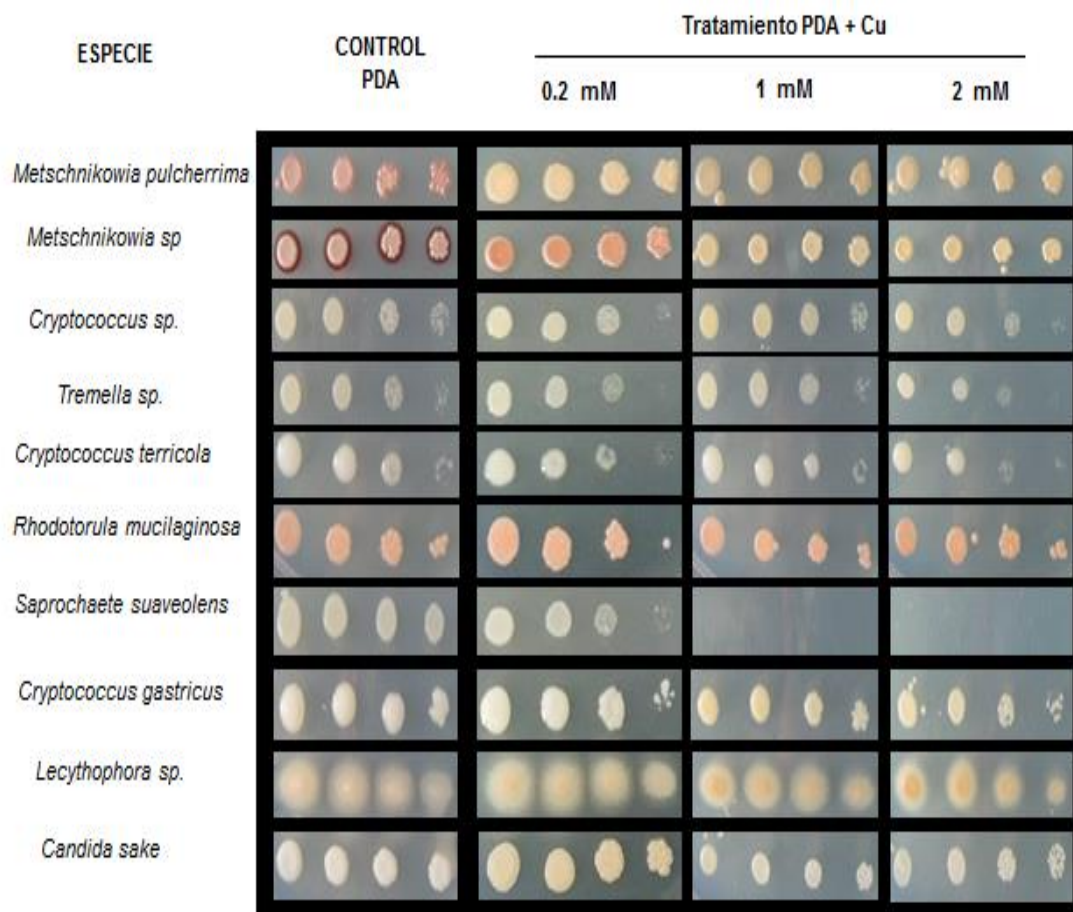 ESPECIE
CONTROL
PDA
Tratamiento PDA + Cu
0.2 mM
1 mM
2 mM
Metschnikowia pulcherrima
Metschnikowia sp
Cryptococcus sp.
Tremella sp.
Cryptococcus terricola
Rhodotorula mucilaginosa
Saprochaete suaveolens
Cryptococcus gastricus
Lecythophora sp.
Candida sake